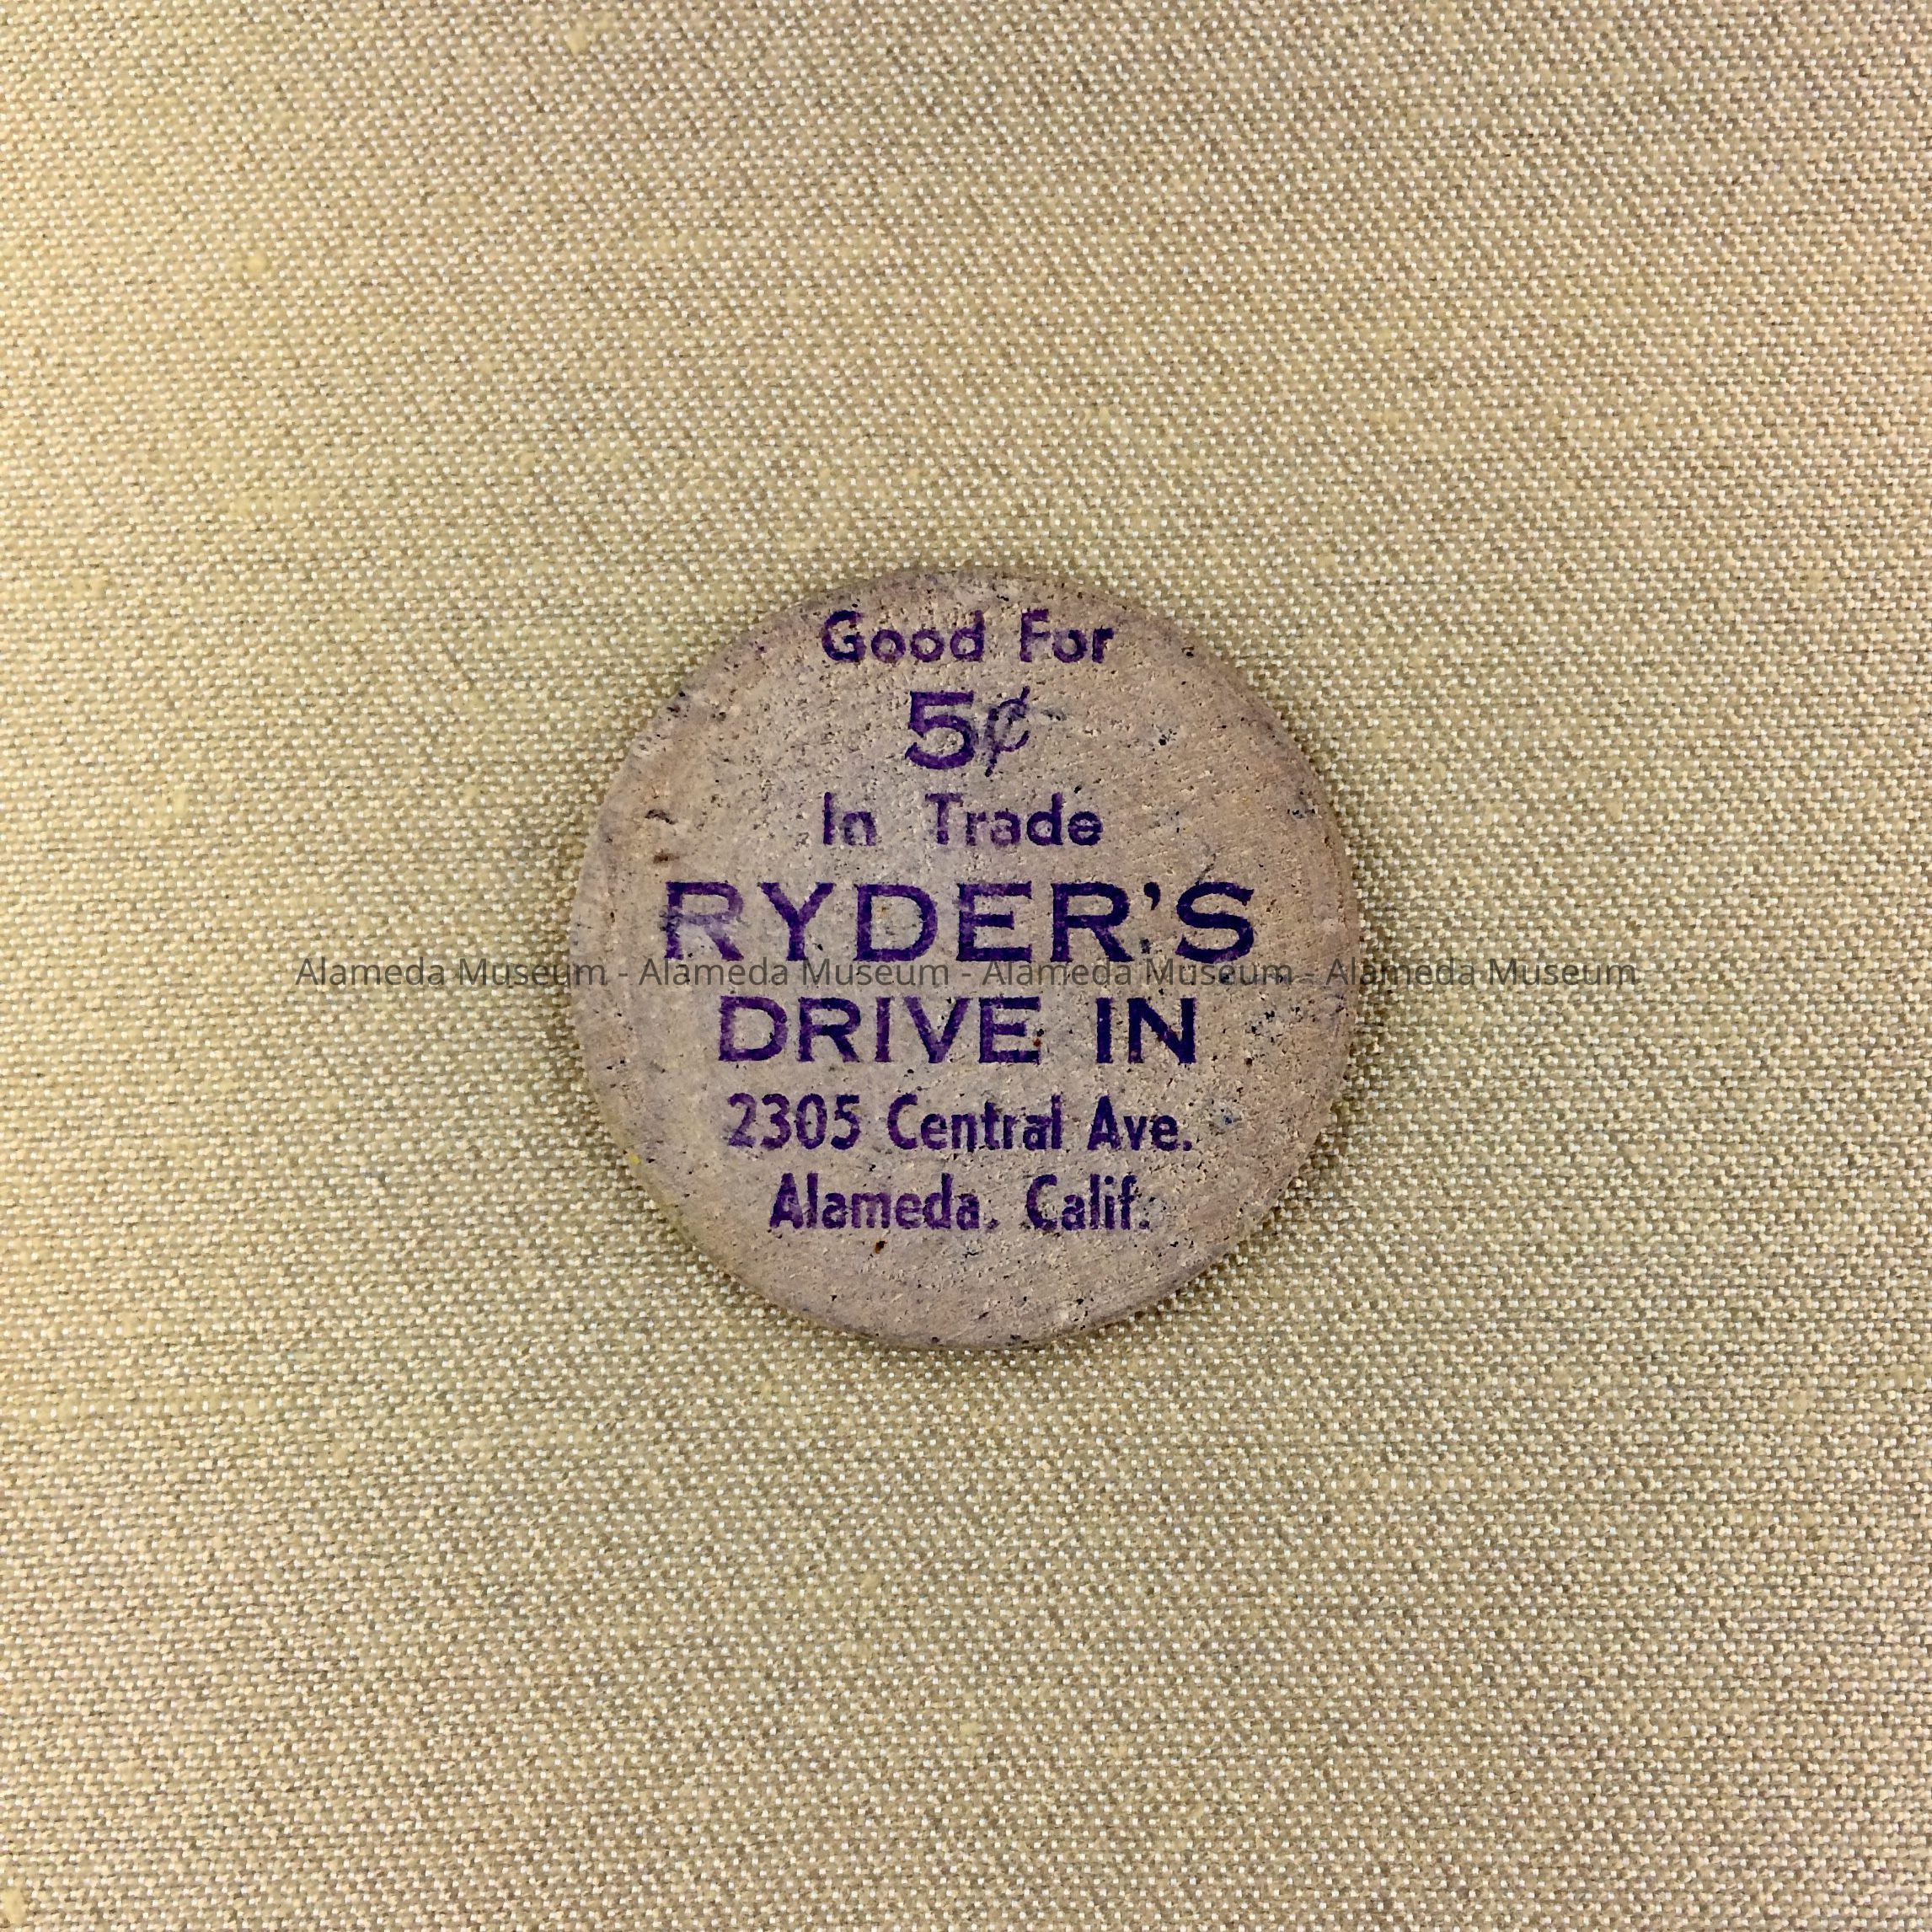 Good For
5¢
In Trade
RYDER'S
Alameda Museum - Alameda Museum - Alameda Museum - Alameda Museum
DRIVE IN
2305 Central Ave.
Alameda. Calif.